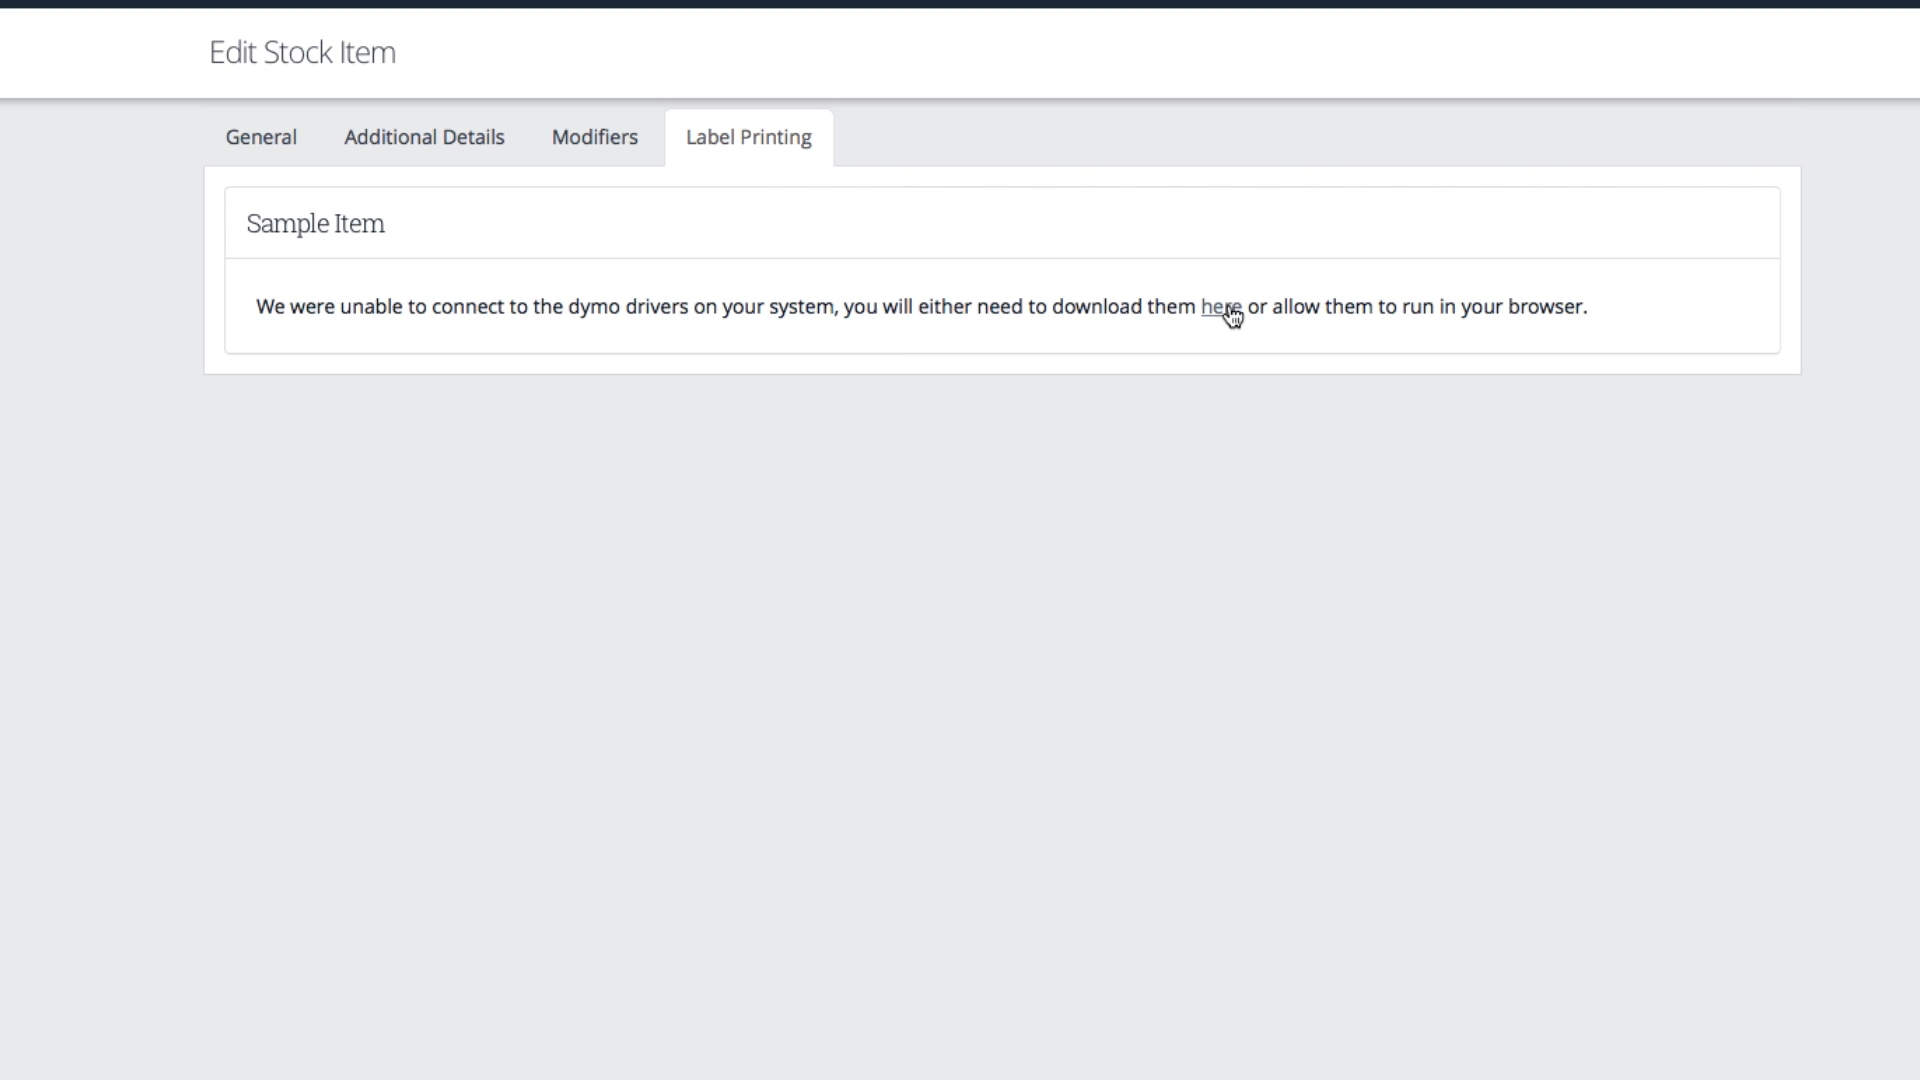 Edit Stock Item
General Additional Details Modifiers Label Printing
Sample Item
We were unable to connect to the dymo drivers on your system, you will either need to download them here or allow them to run in your browser.